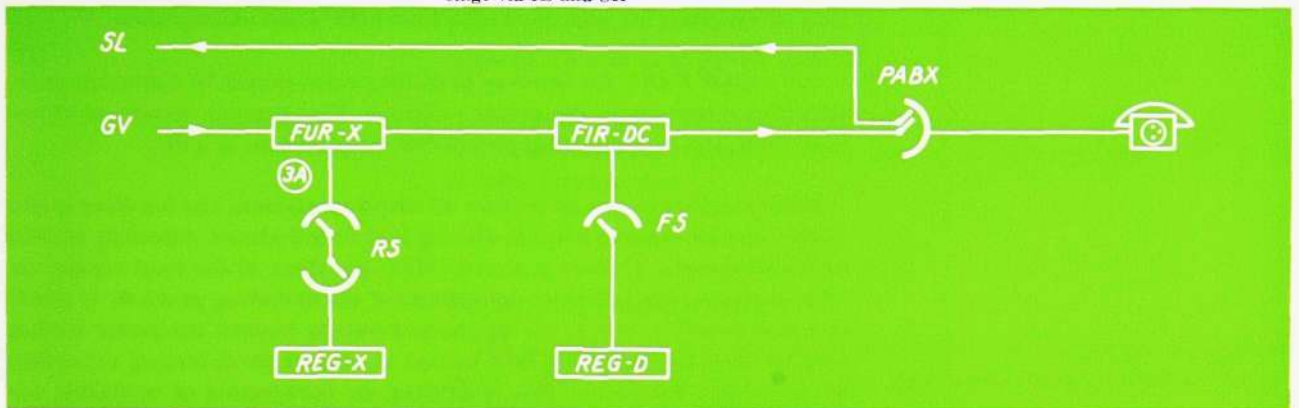 SL
PABX
GV
FUR-X
FIR-DC
3A
RS
FS
REG-X
REG-D